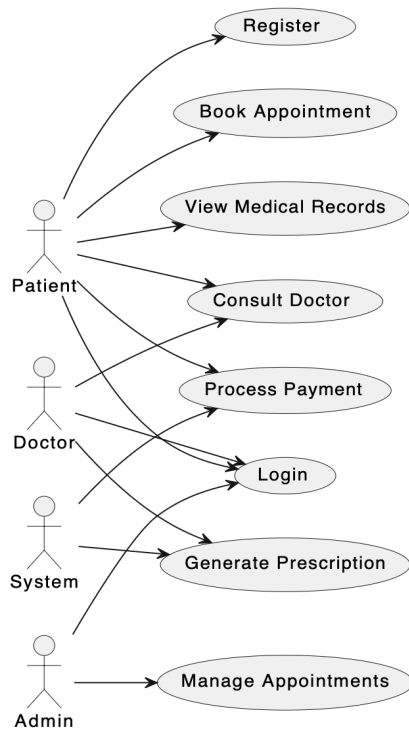 Register
Book Appointment
View Medical Records
Patient
Consult Doctor
Process Payment
Doctor
Login
System
Generate Prescription
Manage Appointments
Admin